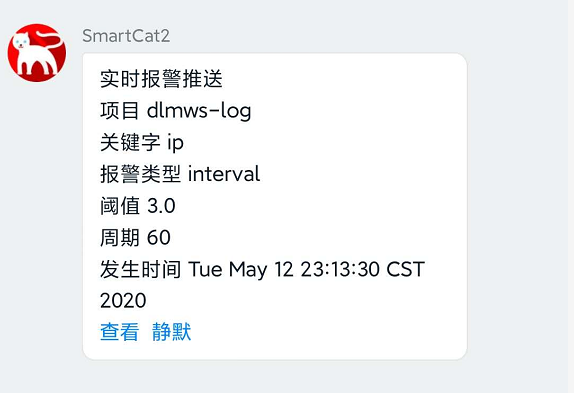 SmartCat2
实时报警推送
项目 dlmws-log
关键字 ip
报警类型 interval
阈值 3.0
周期 60
发生时间 Tue May 12 23:13:30 CST
2020
查看 静默